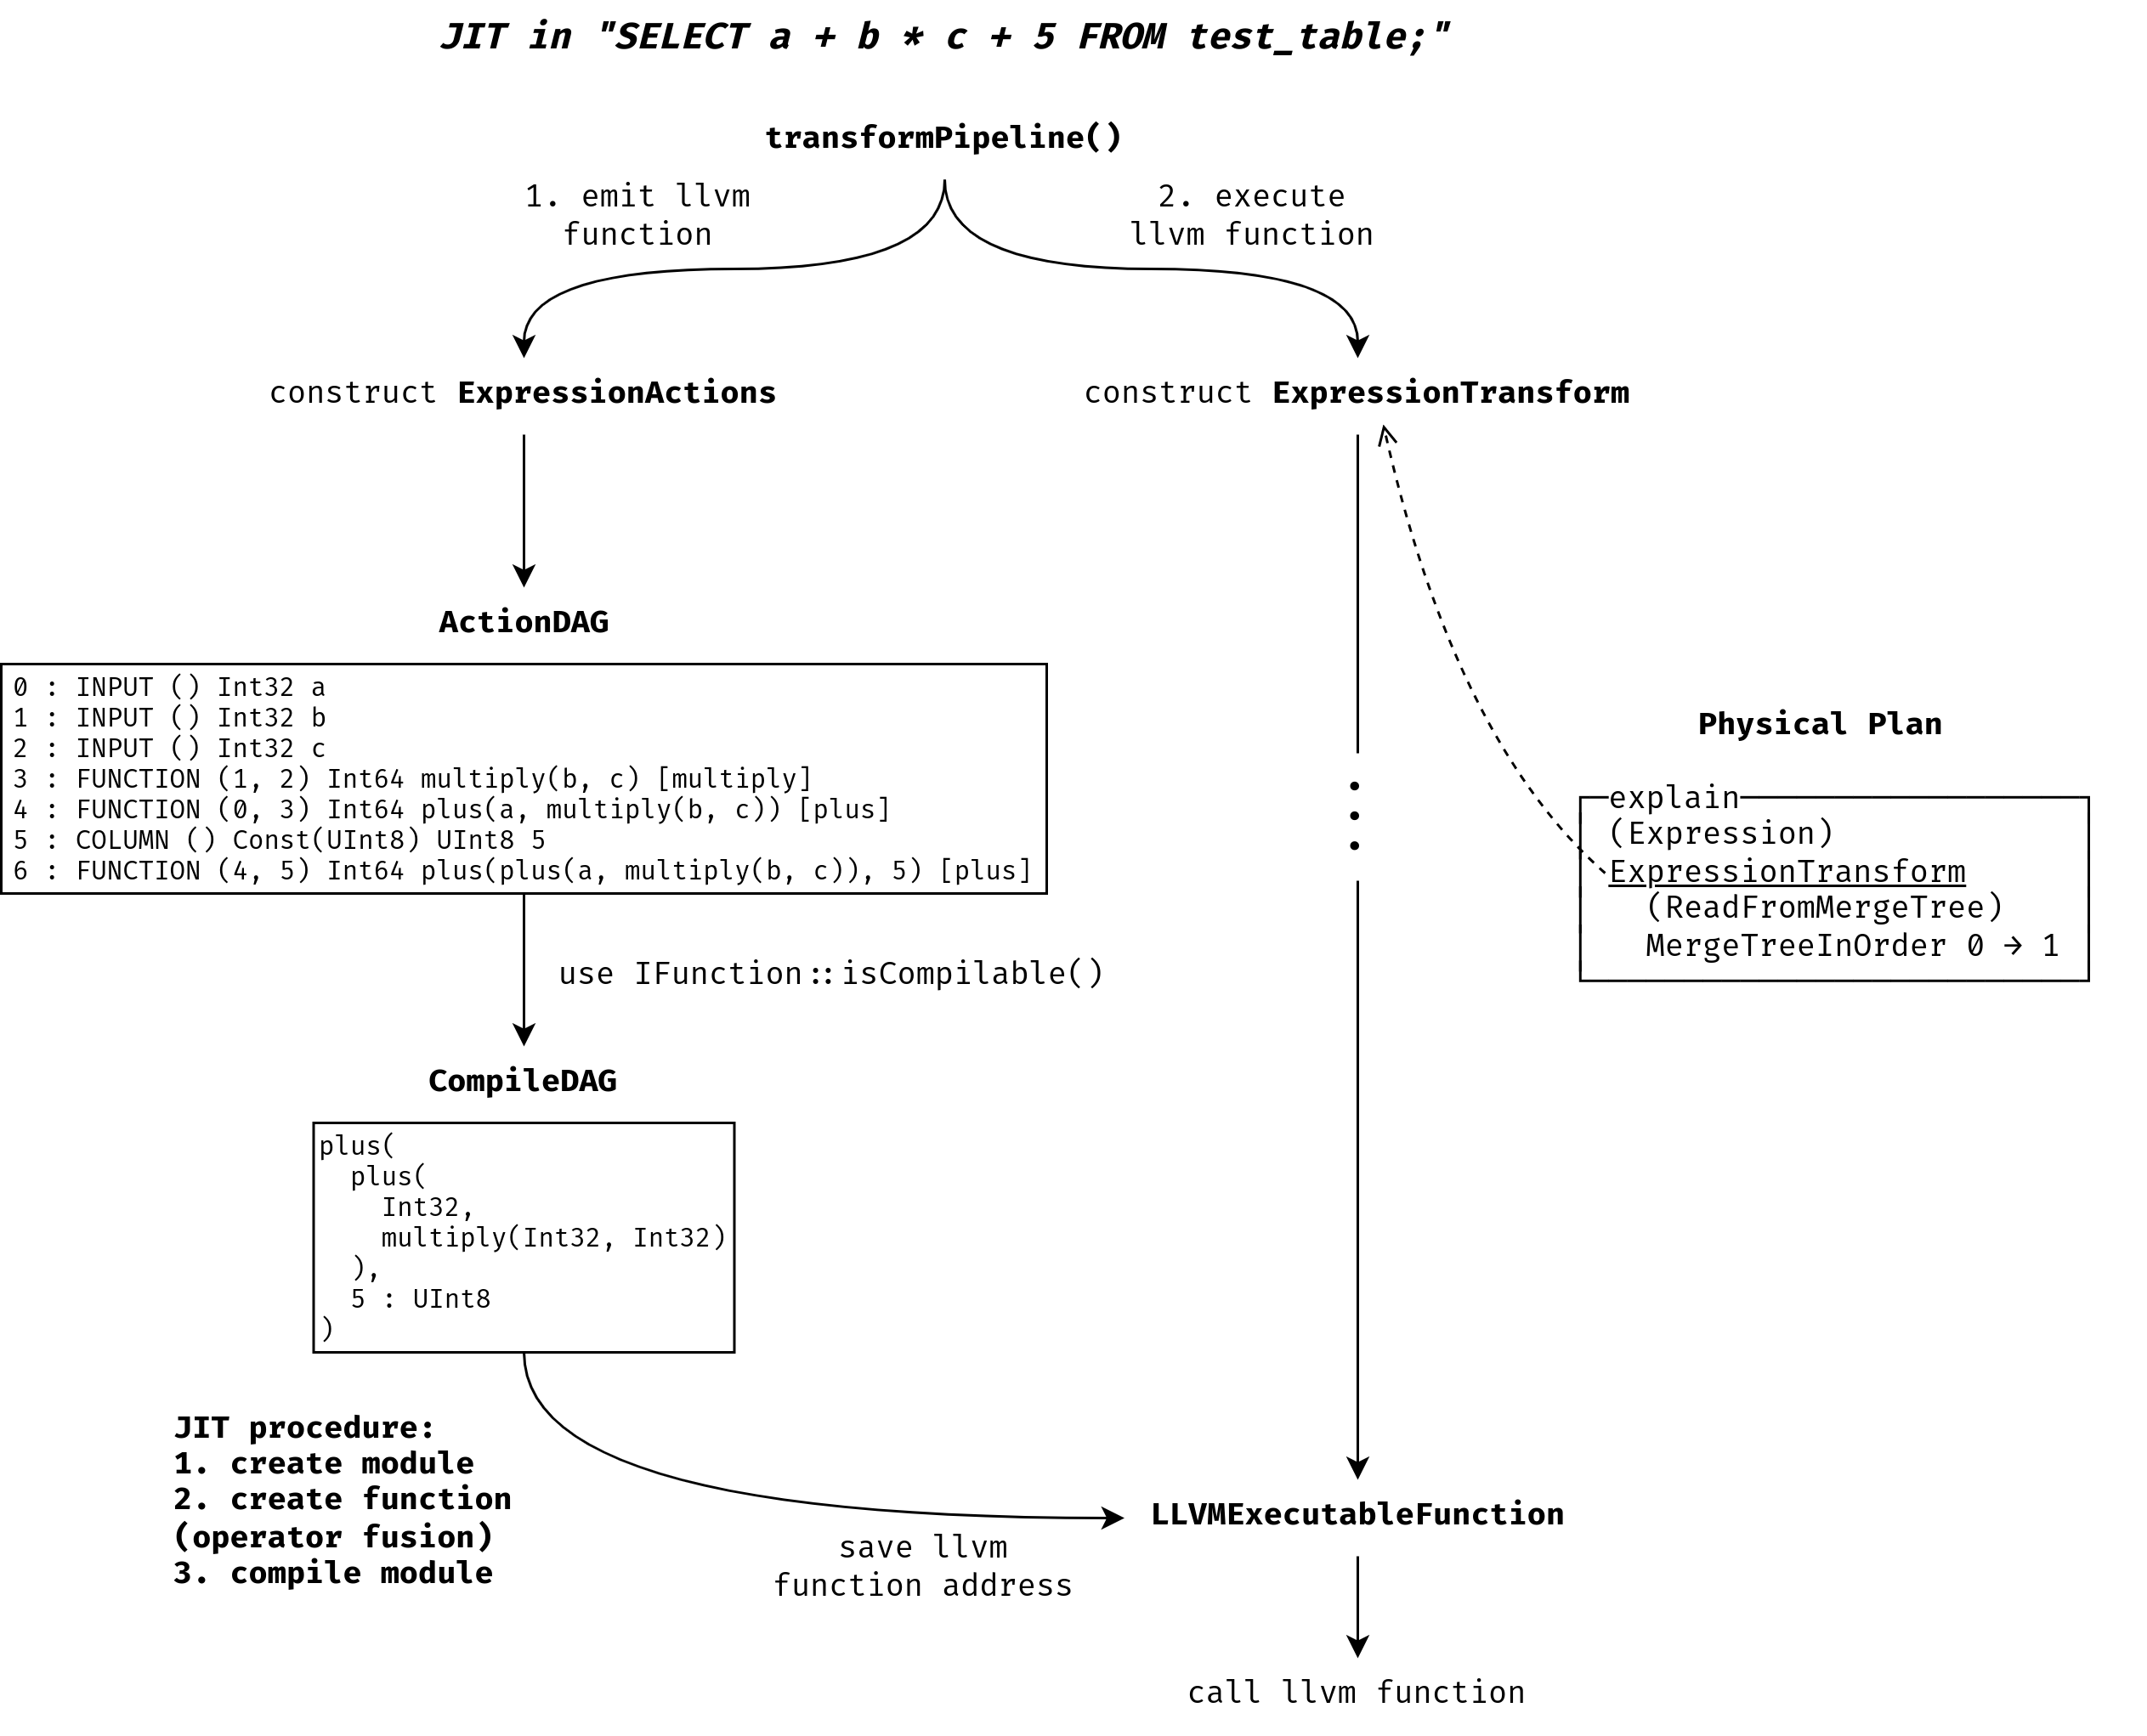 JIT in "SELECT a + b * c + 5 FROM test_table;"
transformPipeline()
1. emit llvm
function
2. execute
llvm function
construct ExpressionActions
construct ExpressionTransform
ActionDAG
0 : INPUT () Int32 a
1 : INPUT () Int32 b
2 : INPUT () Int32 c
3 : FUNCTION (1, 2) Int64 multiply(b, c) [multiply]
4 : FUNCTION (0, 3) Int64 plus(a, multiply(b, c)) [plus]
5 : COLUMN () Const(UInt8) UInt8 5
6 : FUNCTION (4, 5) Int64 plus(plus(a, multiply(b, c)), 5) [plus]
Physical Plan
explain
(Expression)
ExpressionTransform
(ReadFromMergeTree)
MergeTreeInOrder 0 → 1
use IFunction::isCompilable()
CompileDAG
plus(
plus(
Int32,
multiply(Int32, Int32)
),
5 : UInt8
)
JIT procedure:
1. create module
2. create function
(operator fusion)
3. compile module
save llvm
function address
LLVMExecutableFunction
call llvm function